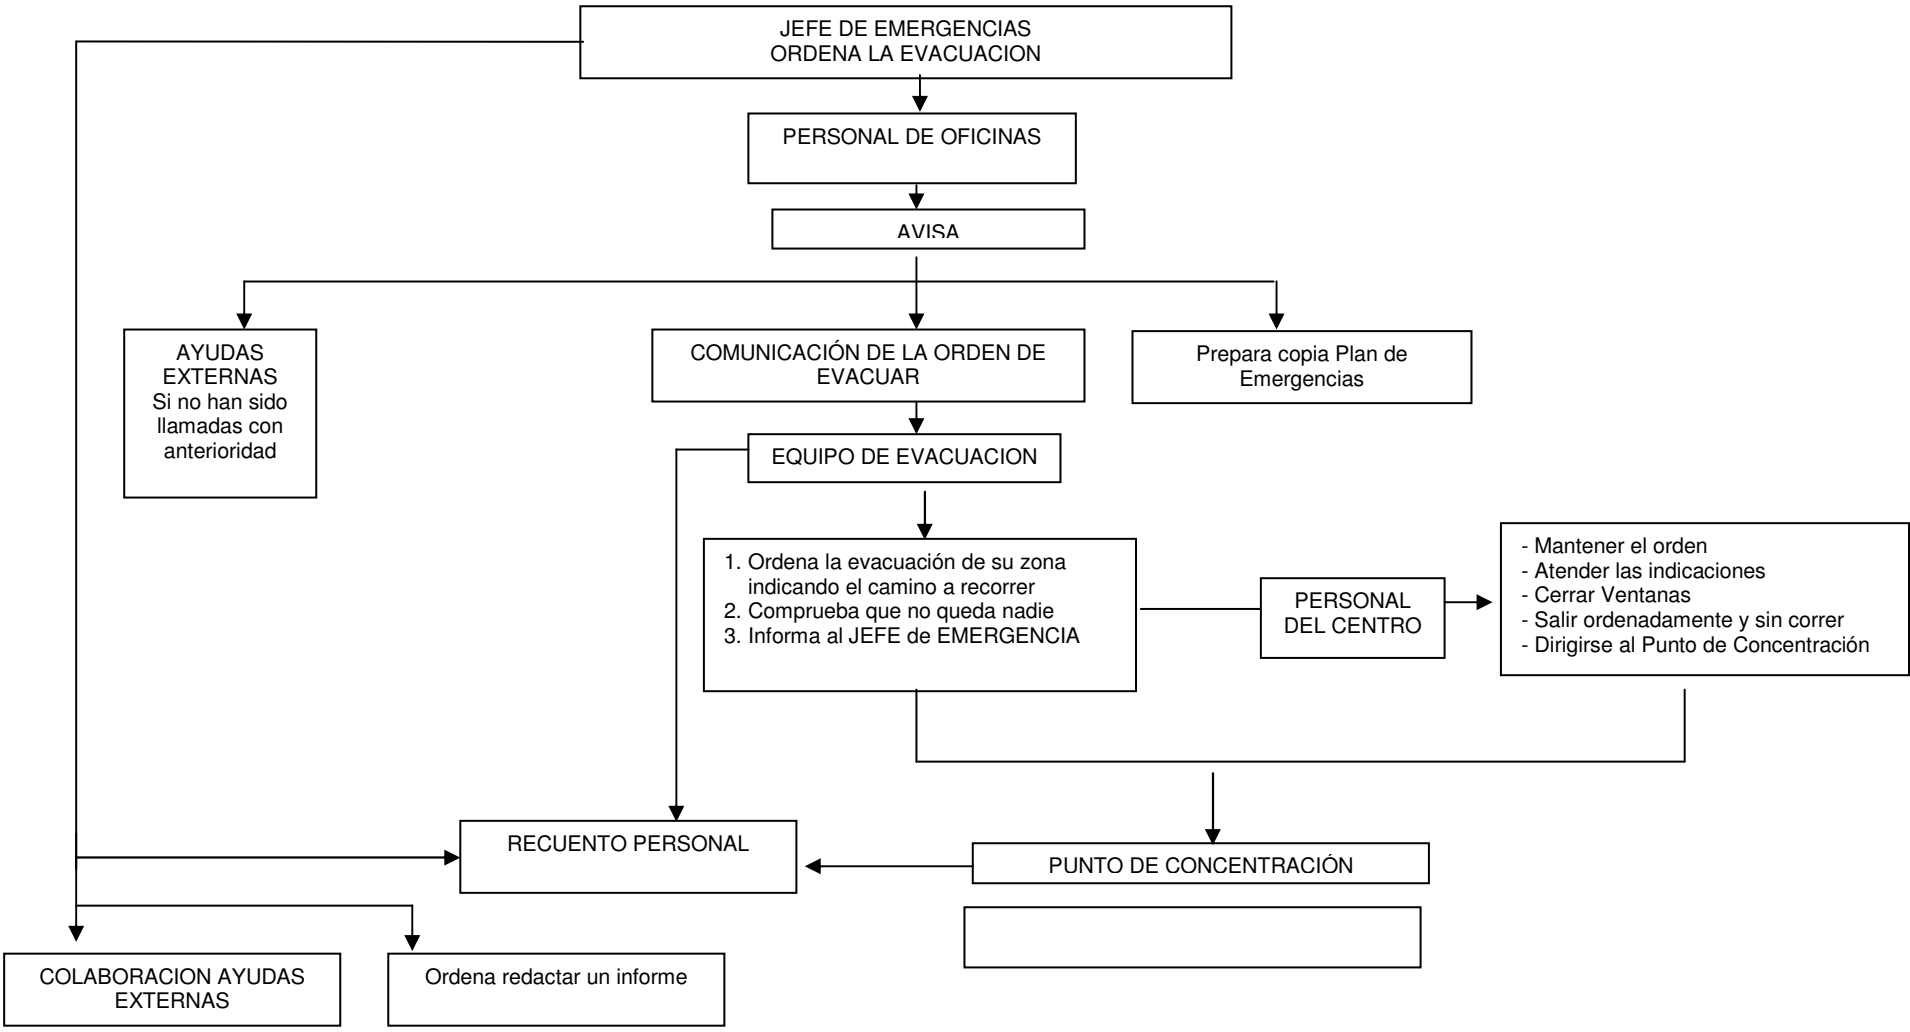 JEFE DE EMERGENCIAS
ORDENA LA EVACUACION
PERSONAL DE OFICINAS
AVISA
AYUDAS
EXTERNAS
Si no han sido
llamadas con
anterioridad
COMUNICACIÓN DE LA ORDEN DE
EVACUAR
Prepara copia Plan de
Emergencias
EQUIPO DE EVACUACION
1. Ordena la evacuación de su zona
indicando el camino a recorrer
2. Comprueba que no queda nadie
3. Informa al JEFE de EMERGENCIA
PERSONAL
DEL CENTRO
- Mantener el orden
- Atender las indicaciones
- Cerrar Ventanas
- Salir ordenadamente y sin correr
- Dirigirse al Punto de Concentración
RECUENTO PERSONAL
PUNTO DE CONCENTRACIÓN
COLABORACION AYUDAS
EXTERNAS
Ordena redactar un informe